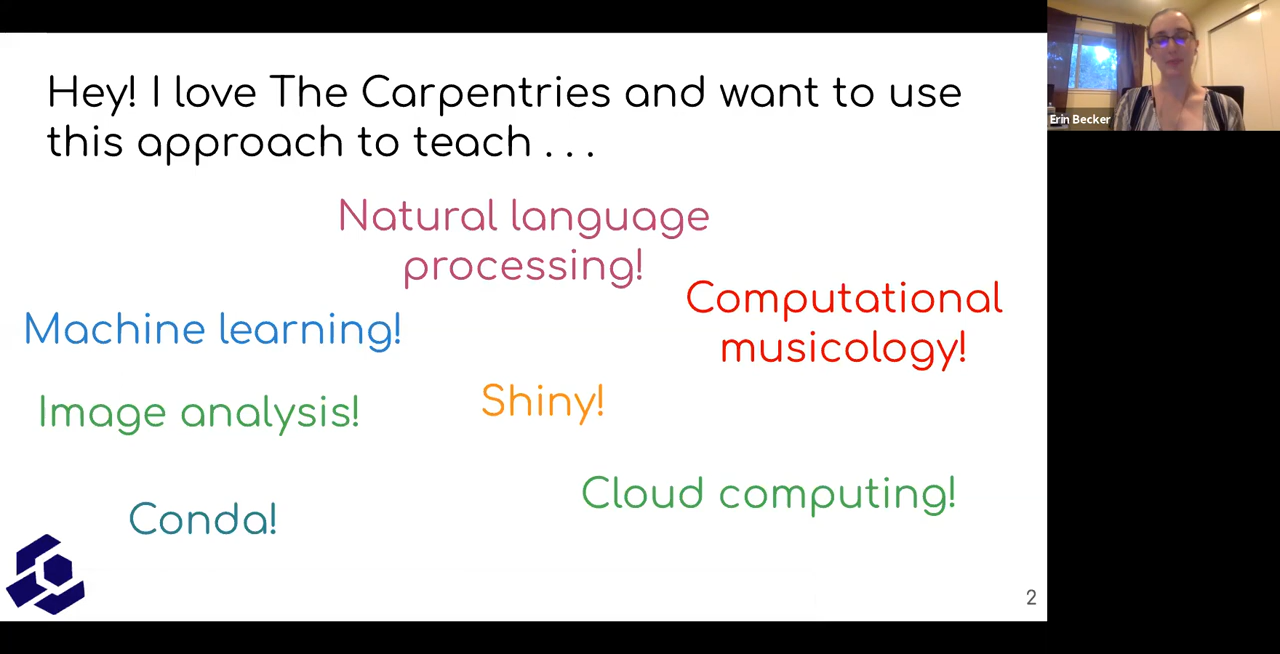 Hey! I love The Carpentries and want to use
this approach to teach . . .
Natural language
processing!
Computational
musicology!
Machine learning!
Image analysis!
Shiny!
Cloud computing!
Conda!
2
Erin Becker